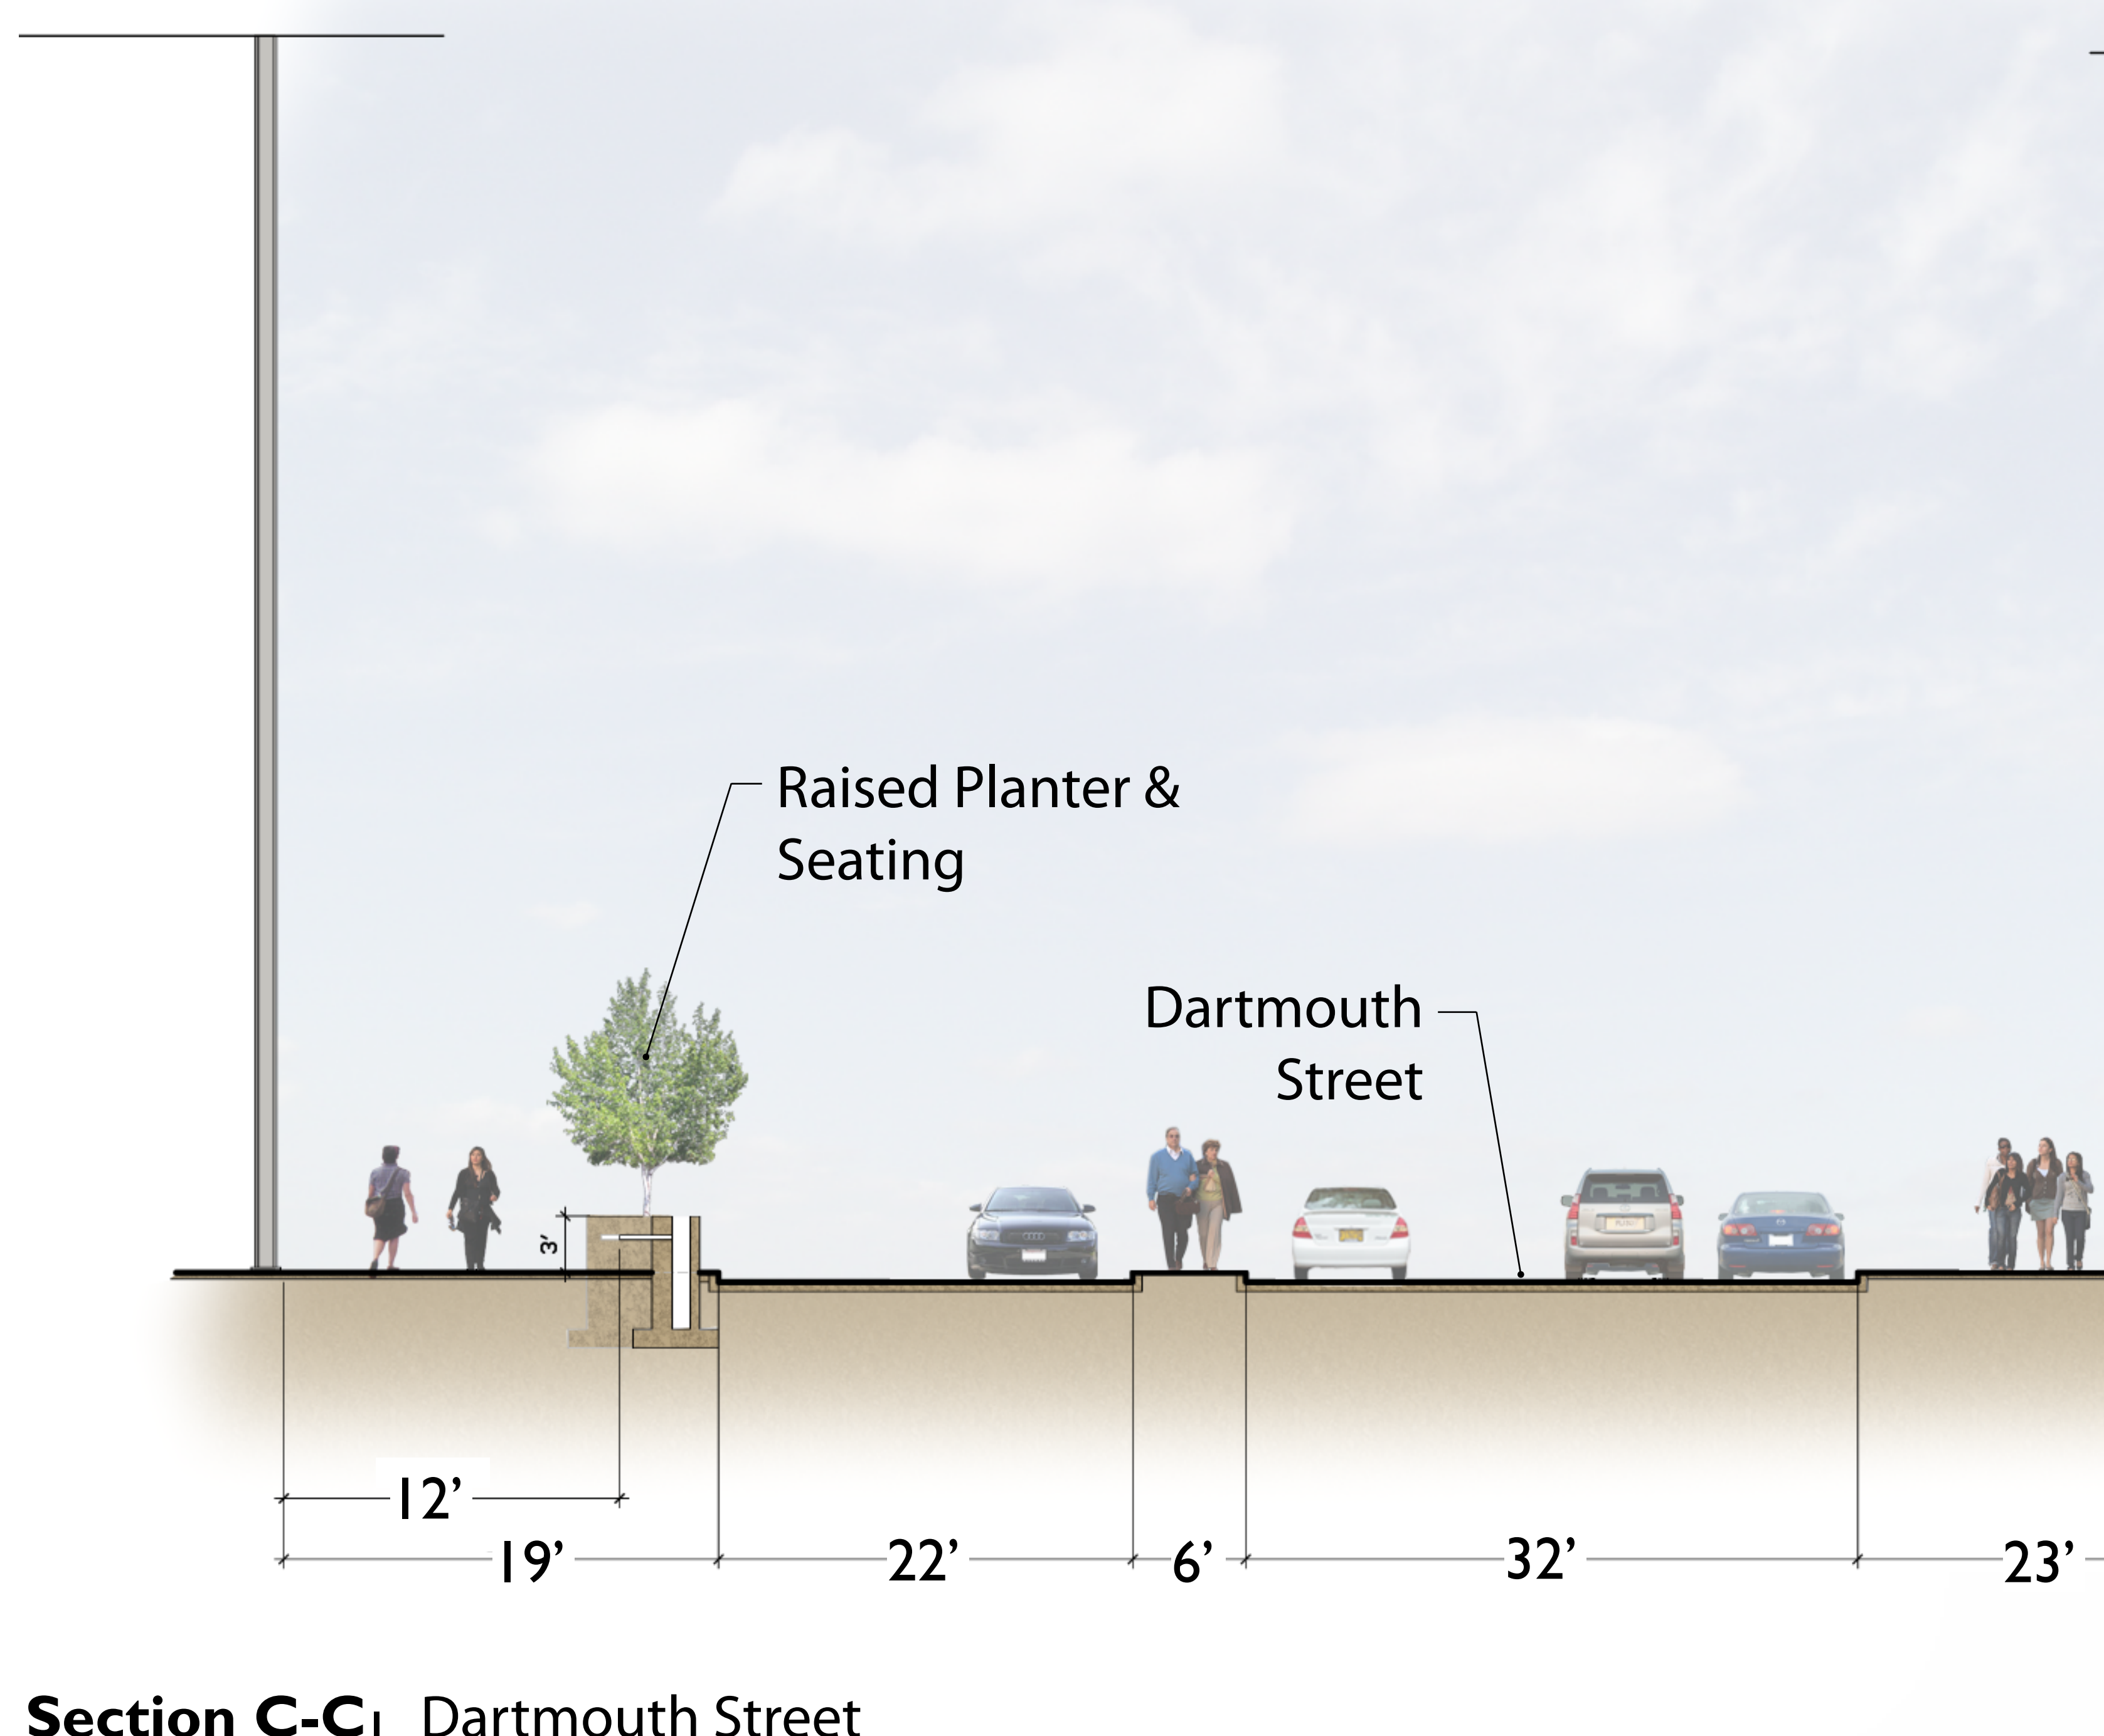 Raised Planter &
Seating
Dartmouth
Street
3'
12’
19’ 22’ 6’ 32’ 23’
Section C-C1 Dartmouth Street